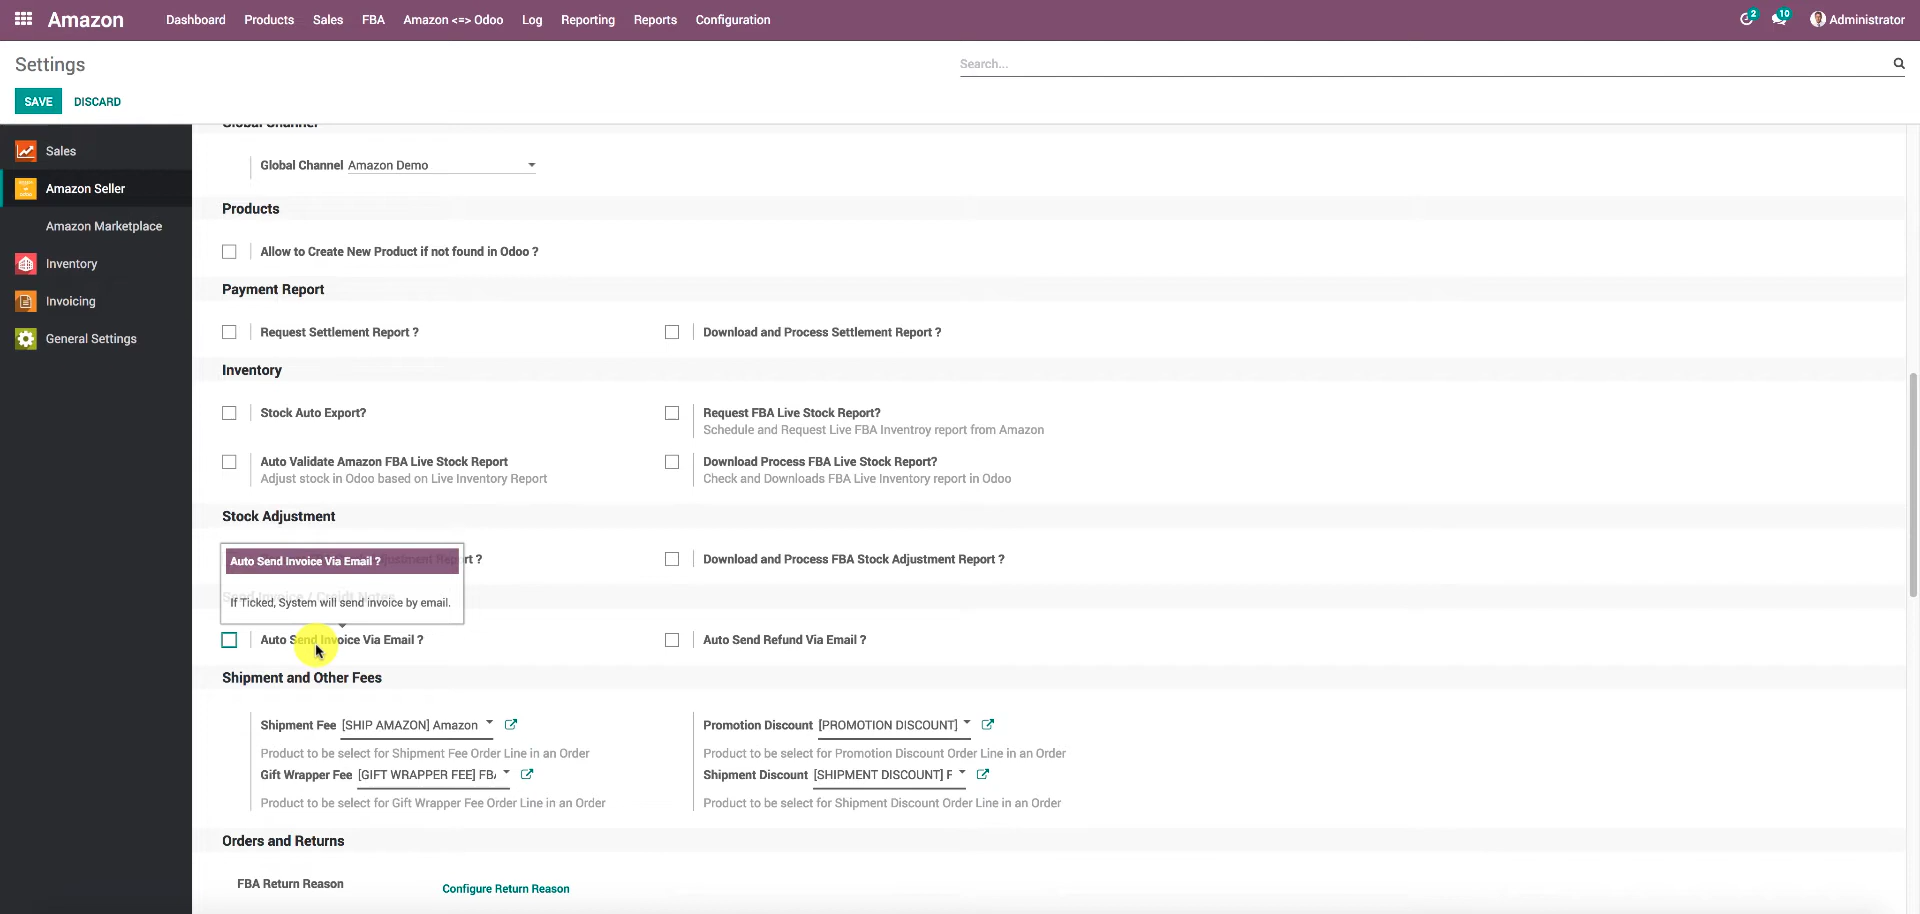 Amazon Dashboard Products Sales FBA Amazon <=> Odoo Log Reporting Reports Configuration 2 10 Administrator
Settings Search...
SAVE DISCARD
Sales
Amazon Seller
Amazon Marketplace
Inventory
Invoicing
General Settings
Global Channel
Global Channel Amazon Demo
Products
Allow to Create New Product if not found in Odoo ?
Payment Report
Request Settlement Report ? Download and Process Settlement Report ?
Inventory
Stock Auto Export? Request FBA Live Stock Report?
Schedule and Request Live FBA Inventroy report from Amazon
Auto Validate Amazon FBA Live Stock Report Download Process FBA Live Stock Report?
Adjust stock in Odoo based on Live Inventory Report Check and Downloads FBA Live Inventory report in Odoo
Stock Adjustment
Auto Send Invoice Via Email ? rt ? Download and Process FBA Stock Adjustment Report ?
If Ticked, System will send invoice by email.
Auto Send Invoice Via Email ? Auto Send Refund Via Email ?
Shipment and Other Fees
Shipment Fee [SHIP AMAZON] Amazon Promotion Discount [PROMOTION DISCOUNT]
Product to be select for Shipment Fee Order Line in an Order Product to be select for Promotion Discount Order Line in an Order
Gift Wrapper Fee [GIFT WRAPPER FEE] FB Shipment Discount [SHIPMENT DISCOUNT] F
Product to be select for Gift Wrapper Fee Order Line in an Order Product to be select for Shipment Discount Order Line in an Order
Orders and Returns
FBA Return Reason Configure Return Reason